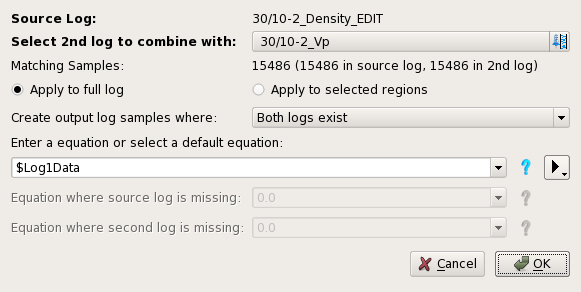 Source Log: 30/10-2_Density_EDIT
Select 2nd log to combine with: 30/10-2_Vp
Matching Samples: 15486 (15486 in source log, 15486 in 2nd log)
Apply to full log Apply to selected regions
Create output log samples where: Both logs exist
Enter a equation or select a default equation:
$Log1Data ?
Equation where source log is missing: 0.0 ?
Equation where second log is missing: 0.0 ?
Cancel OK